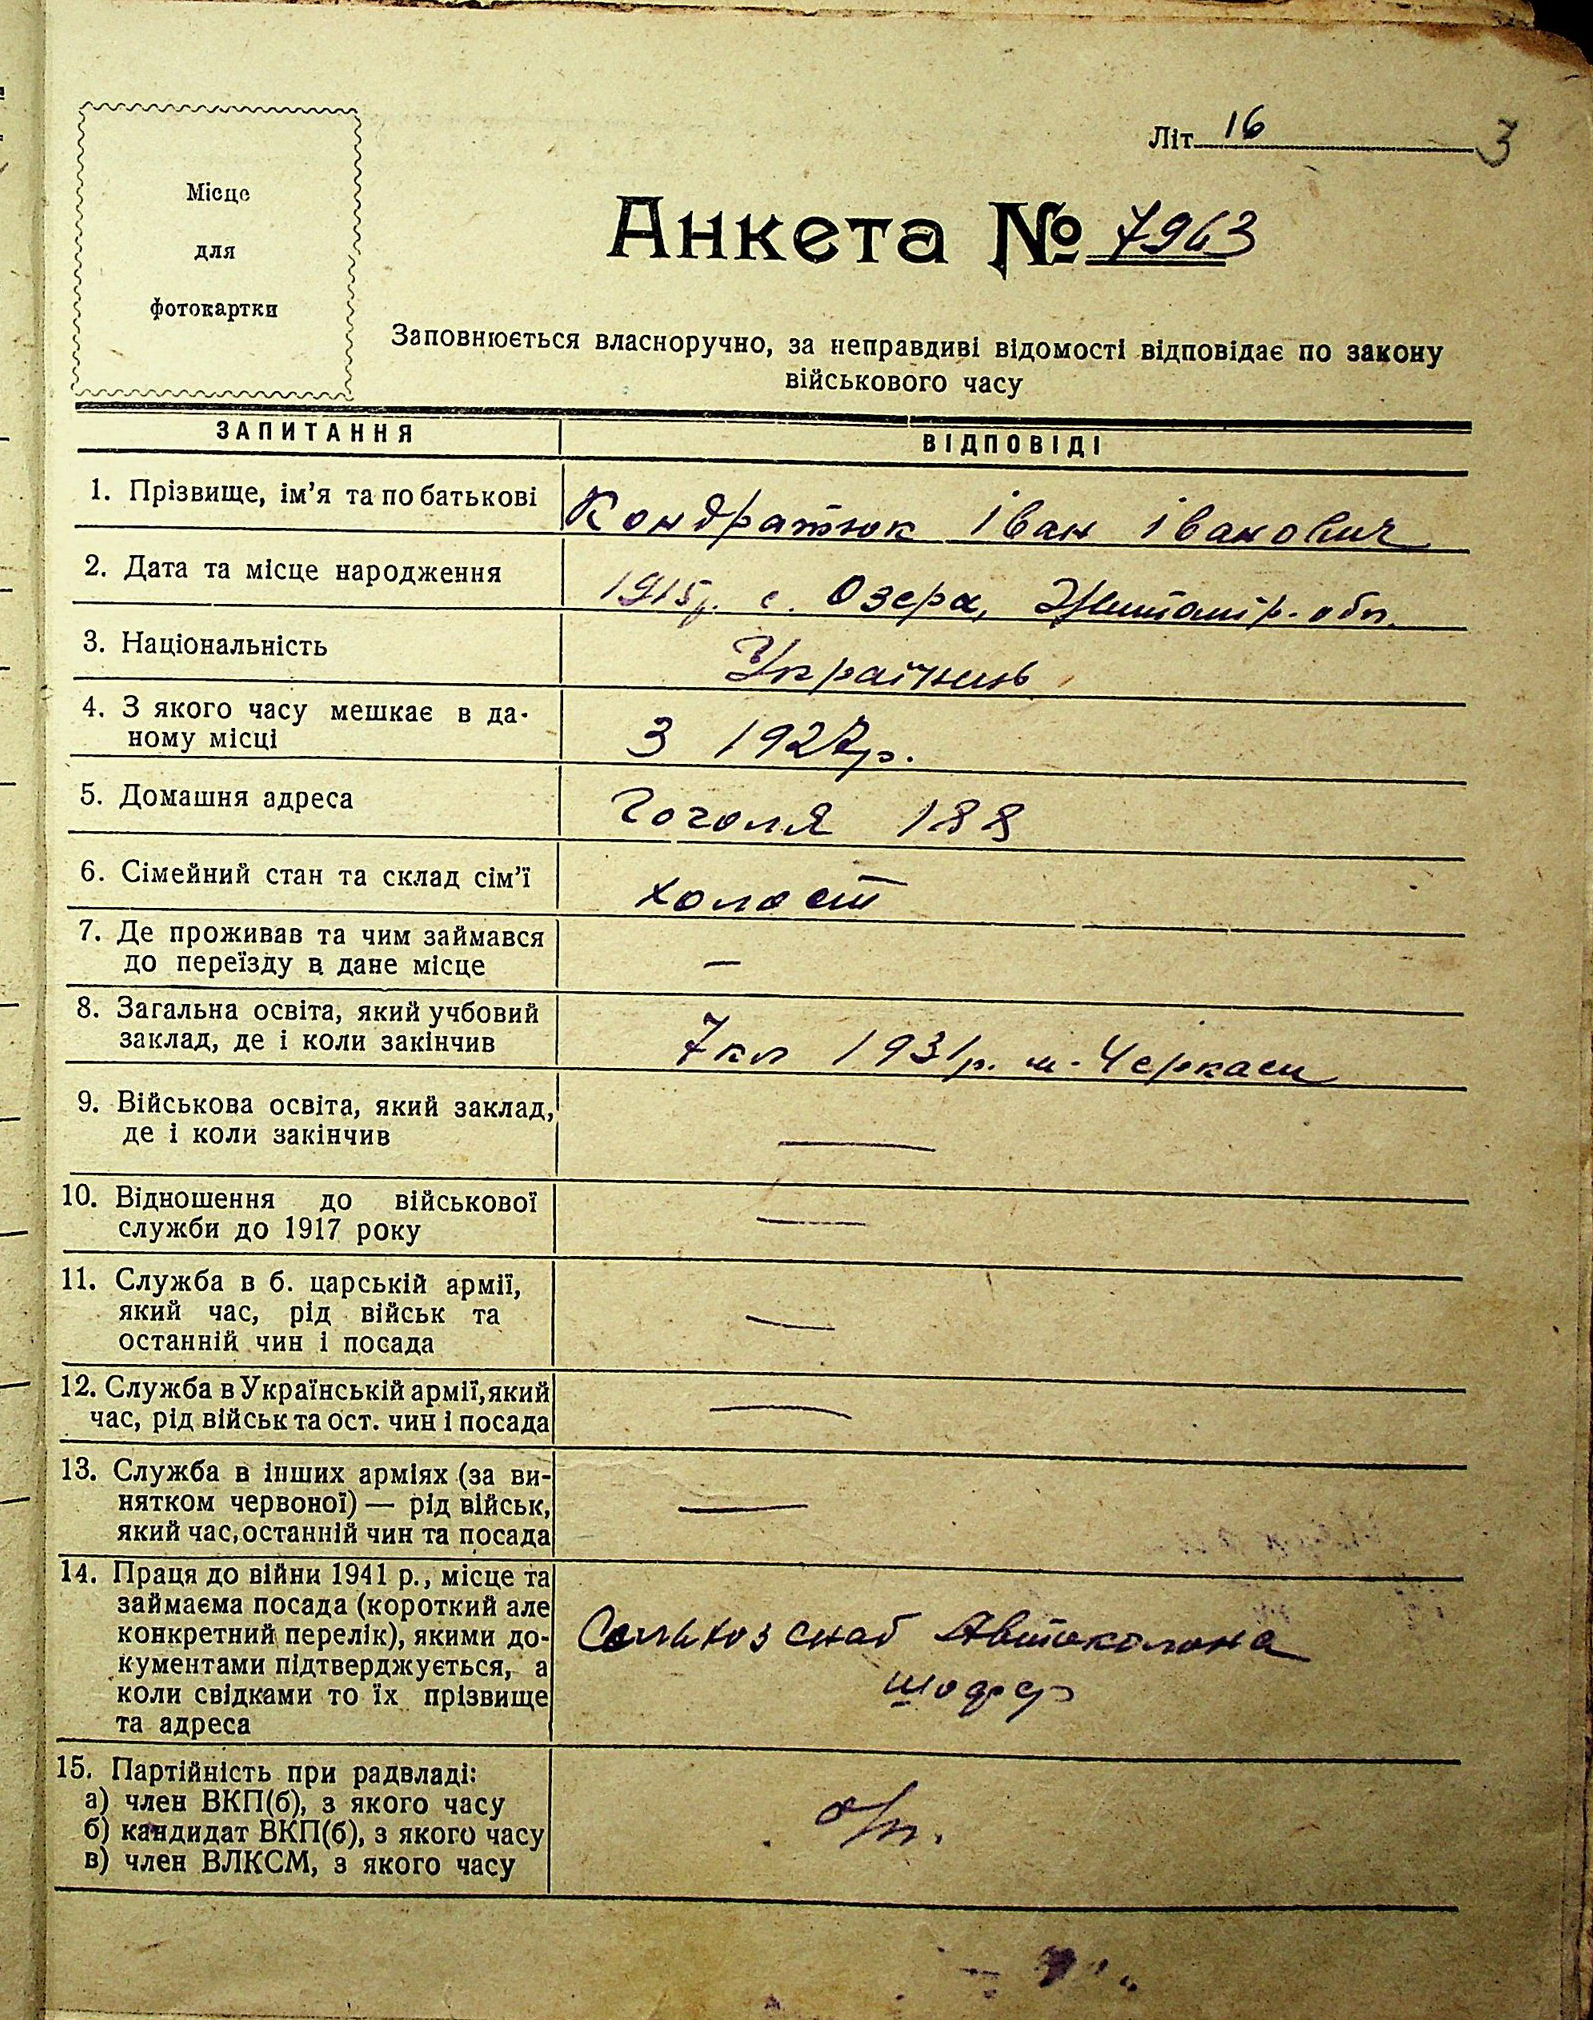 Літ. 16 3
Місце
для
фотокартки
Анкета № 7963
Заповнюється власноручно, за неправдиві відомості відповідає по закону
військового часу
ЗАПИТАННЯ ВІДПОВІДІ
1. Прізвище, ім'я та по батькові Кондратюк Іван Іванович
2. Дата та місце народження 1915р. с. Озера, Житомір. обл.
3. Національність Українець
4. З якого часу мешкає в да-
ному місці З 1927р.
5. Домашня адреса Гоголя 188
6. Сімейний стан та склад сім'ї холост
7. Де проживав та чим займався
до переїзду в дане місце —
8. Загальна освіта, який учбовий
заклад, де і коли закінчив 7кл 1931р. м. Черкаси
9. Військова освіта, який заклад,
де і коли закінчив —
10. Відношення до військової
служби до 1917 року —
11. Служба в б. царській армії,
який час, рід військ та
останній чин і посада —
12. Служба в Українській армії, який
час, рід військ та ост. чин і посада —
13. Служба в інших арміях (за ви-
нятком червоної) — рід військ,
який час, останній чин та посада —
14. Праця до війни 1941 р., місце та
займаєма посада (короткий але
конкретний перелік), якими до-
кументами підтверджується, а
коли свідками то їх прізвище
та адреса
снаб Автоколона
шофер
15. Партійність при радвладі:
а) член ВКП(б), з якого часу
б) кандидат ВКП(б), з якого часу
в) член ВЛКСМ, з якого часу